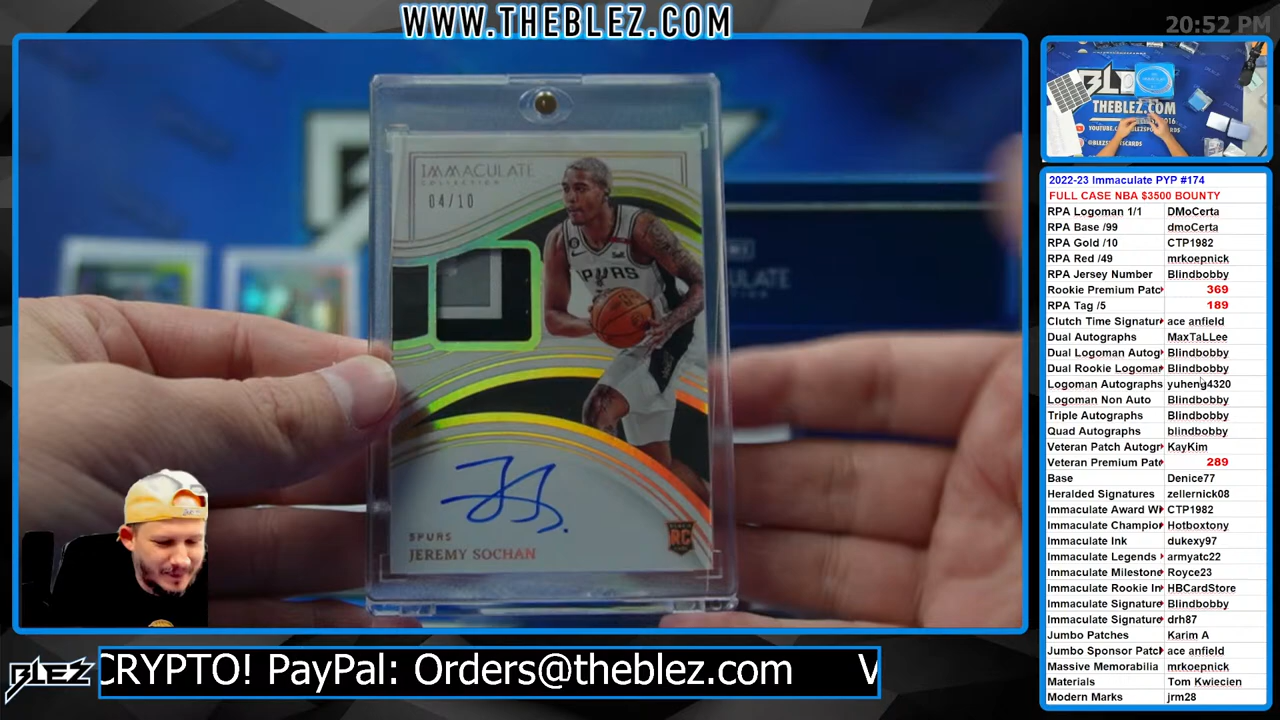 WWW.THEBLEZ.COM
20:52 PM
IMMACULATE
COLLECTION
04/10
SPURS
SPURS
JEREMY SOCHAN
RC
BLEZ
THEBLEZ.COM
2022-23 Immaculate PYP #174
FULL CASE NBA $3500 BOUNTY
RPA Logoman 1/1 DMoCerta
RPA Base /99 dmoCerta
RPA Gold /10 CTP1982
RPA Red /49 mrkoepnick
RPA Jersey Number Blindbobby
Rookie Premium Patc 369
RPA Tag /5 189
Clutch Time Signatur ace anfield
Dual Autographs MaxTaLLee
Dual Logoman Autog Blindbobby
Dual Rookie Logomar Blindbobby
Logoman Autographs yuheng4320
Logoman Non Auto Blindbobby
Triple Autographs Blindbobby
Quad Autographs blindbobby
Veteran Patch Autogr KayKim
Veteran Premium Pate 289
Base Denice77
Heralded Signatures zellernick08
Immaculate Award Wi CTP1982
Immaculate Champio Hotboxtony
Immaculate Ink dukexy97
Immaculate Legends armyatc22
Immaculate Milestone Royce23
Immaculate Rookie In HBCardStore
Immaculate Signature Blindbobby
Immaculate Signature drh87
Jumbo Patches Karim A
Jumbo Sponsor Patch ace anfield
Massive Memorabilia mrkoepnick
Materials Tom Kwiecien
Modern Marks jrm28
BLEZ
CRYPTO! PayPal: Orders@theblez.com V